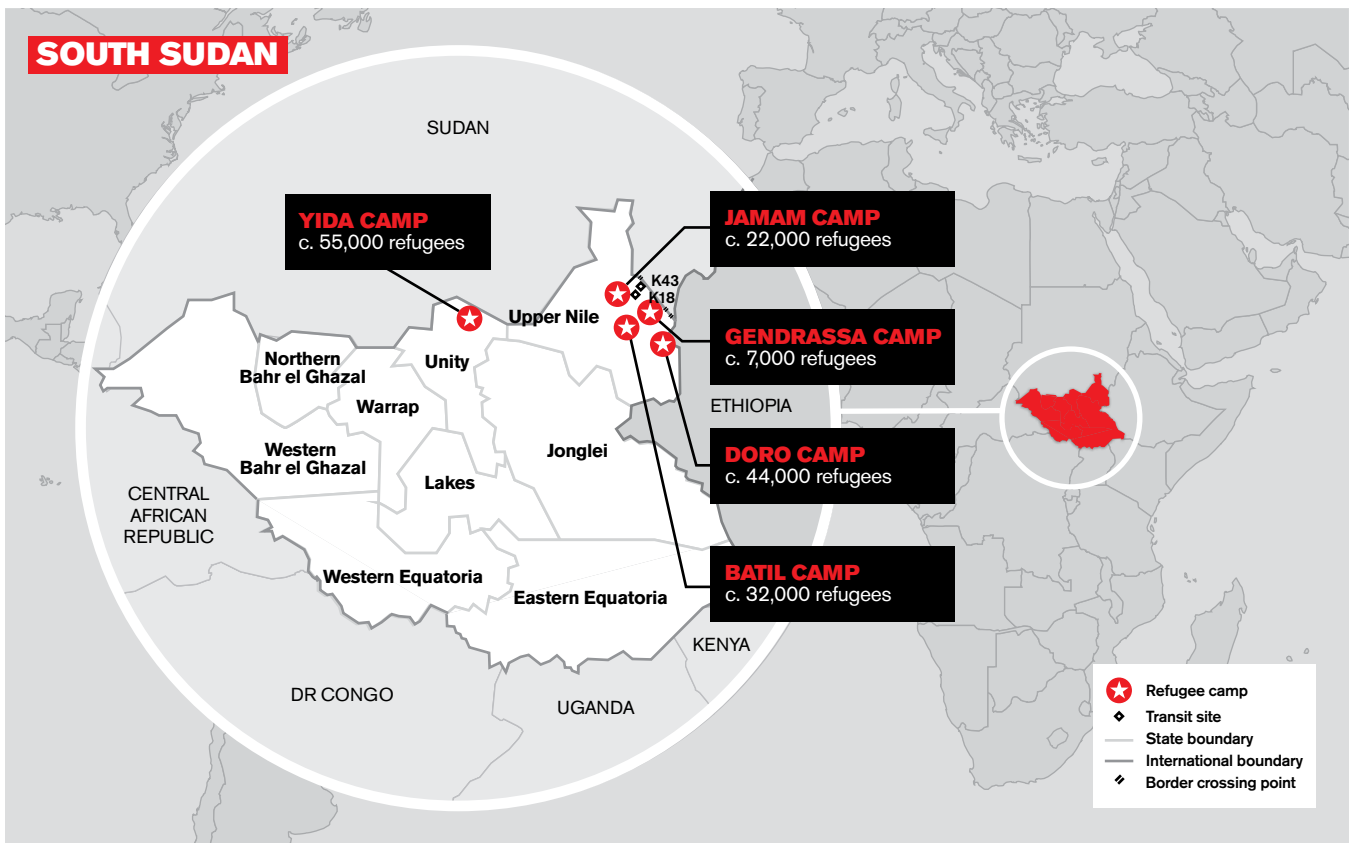 SOUTH SUDAN
SUDAN
YIDA CAMP
c. 55,000 refugees
JAMAM CAMP
c. 22,000 refugees
K43
K18
Upper Nile
GENDRASSA CAMP
c. 7,000 refugees
Northern
Bahr el Ghazal
Unity
Warrap
ETHIOPIA
Western
Bahr el Ghazal
Jonglei
DORO CAMP
c. 44,000 refugees
Lakes
CENTRAL
AFRICAN
REPUBLIC
BATIL CAMP
c. 32,000 refugees
Western Equatoria
Eastern Equatoria
KENYA
DR CONGO
UGANDA
Refugee camp
Transit site
State boundary
International boundary
Border crossing point